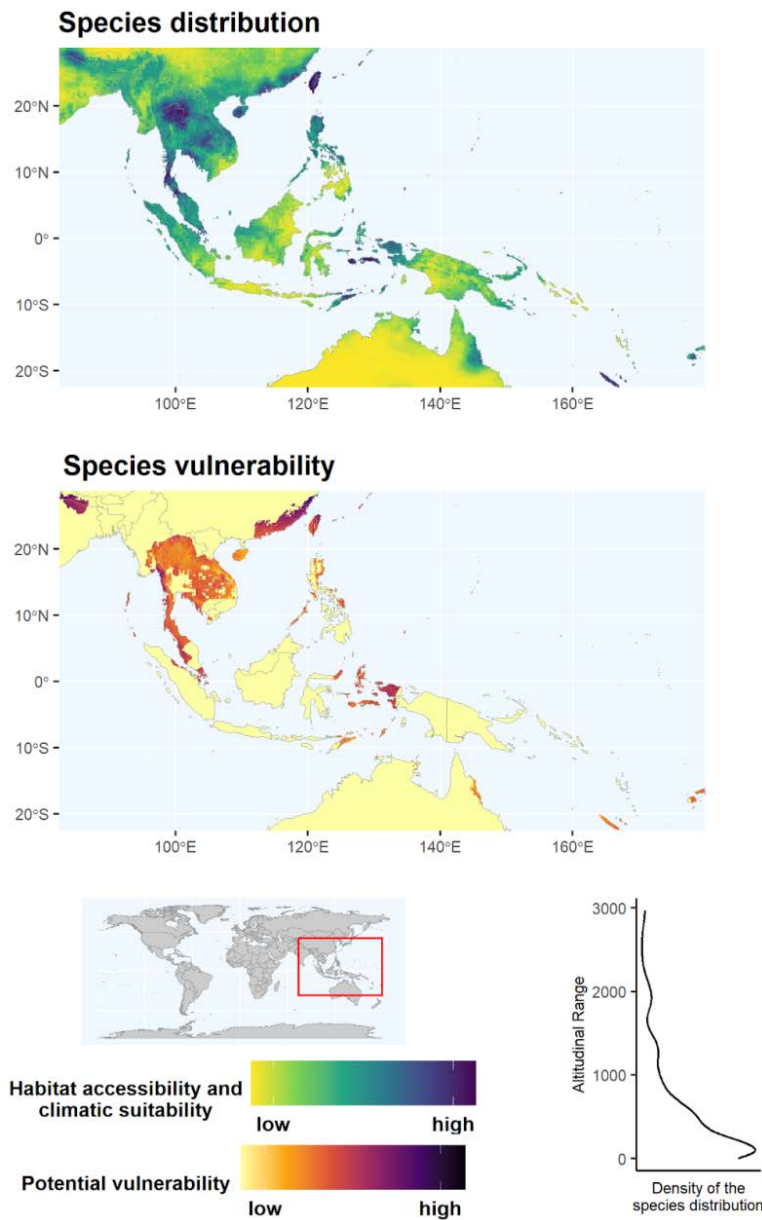 Species distribution
20°N
10°N
0°
10°S
20°S
100°E 120°E 140°E 160°E
Species vulnerability
20°N
10°N
0°
10°S
20°S
100°E 120°E 140°E 160°E
Habitat accessibility and
climatic suitability
low high
Potential vulnerability
low high
3000
2000
1000
0
Altitudinal Range
Density of the
species distribution